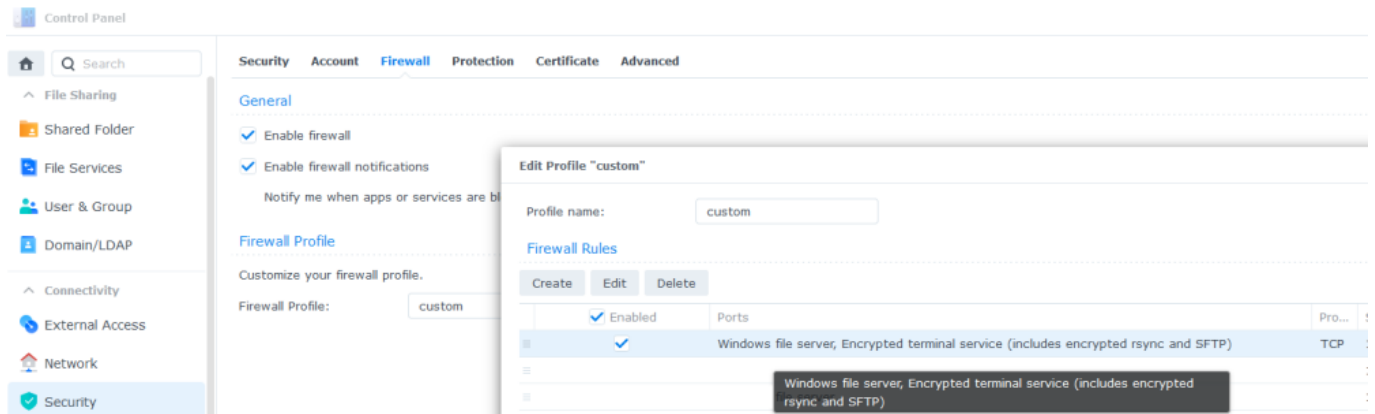 Control Panel
Search
Security Account Firewall Protection Certificate Advanced
File Sharing
General
Shared Folder
Enable firewall
File Services
Enable firewall notifications
Edit Profile "custom"
User & Group
Notify me when apps or services are bl
Profile name: custom
Domain/LDAP
Firewall Profile
Firewall Rules
Customize your firewall profile.
Create Edit Delete
Connectivity
Firewall Profile: custom
Enabled Ports Pro...
External Access
Windows file server, Encrypted terminal service (includes encrypted rsync and SFTP) TCP
Network
Windows file server, Encrypted terminal service (includes encrypted
rsync and SFTP)
Security